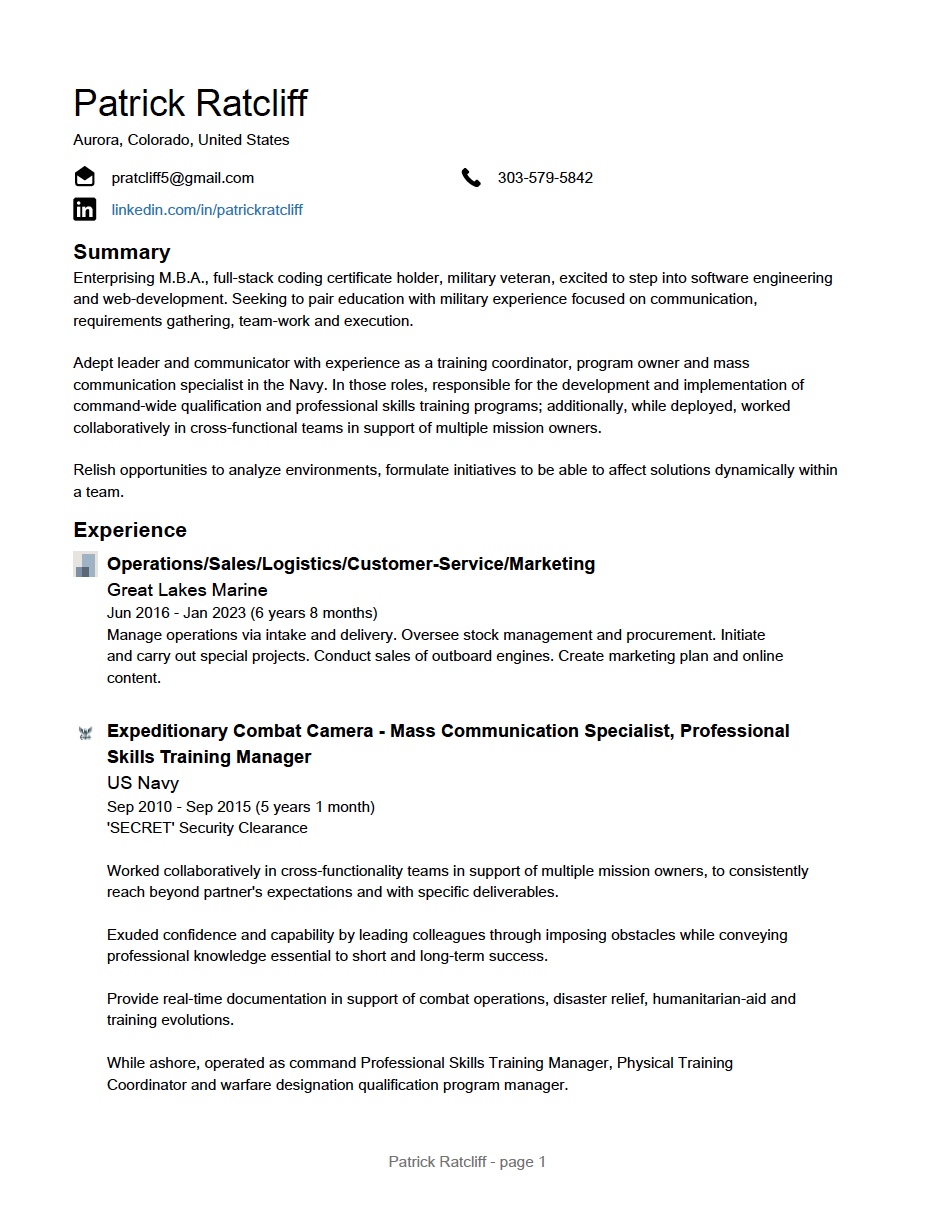 Patrick Ratcliff
Aurora, Colorado, United States
pratcliff5@gmail.com
303-579-5842
linkedin.com/in/patrickratcliff
Summary
Enterprising M.B.A., full-stack coding certificate holder, military veteran, excited to step into software engineering
and web-development. Seeking to pair education with military experience focused on communication,
requirements gathering, team-work and execution.
Adept leader and communicator with experience as a training coordinator, program owner and mass
communication specialist in the Navy. In those roles, responsible for the development and implementation of
command-wide qualification and professional skills training programs; additionally, while deployed, worked
collaboratively in cross-functional teams in support of multiple mission owners.
Relish opportunities to analyze environments, formulate initiatives to be able to affect solutions dynamically within
a team.
Experience
Operations/Sales/Logistics/Customer-Service/Marketing
Great Lakes Marine
Jun 2016 - Jan 2023 (6 years 8 months)
Manage operations via intake and delivery. Oversee stock management and procurement. Initiate
and carry out special projects. Conduct sales of outboard engines. Create marketing plan and online
content.
Expeditionary Combat Camera - Mass Communication Specialist, Professional
Skills Training Manager
US Navy
Sep 2010 - Sep 2015 (5 years 1 month)
'SECRET' Security Clearance
Worked collaboratively in cross-functionality teams in support of multiple mission owners, to consistently
reach beyond partner's expectations and with specific deliverables.
Exuded confidence and capability by leading colleagues through imposing obstacles while conveying
professional knowledge essential to short and long-term success.
Provide real-time documentation in support of combat operations, disaster relief, humanitarian-aid and
training evolutions.
While ashore, operated as command Professional Skills Training Manager, Physical Training
Coordinator and warfare designation qualification program manager.
Patrick Ratcliff - page 1